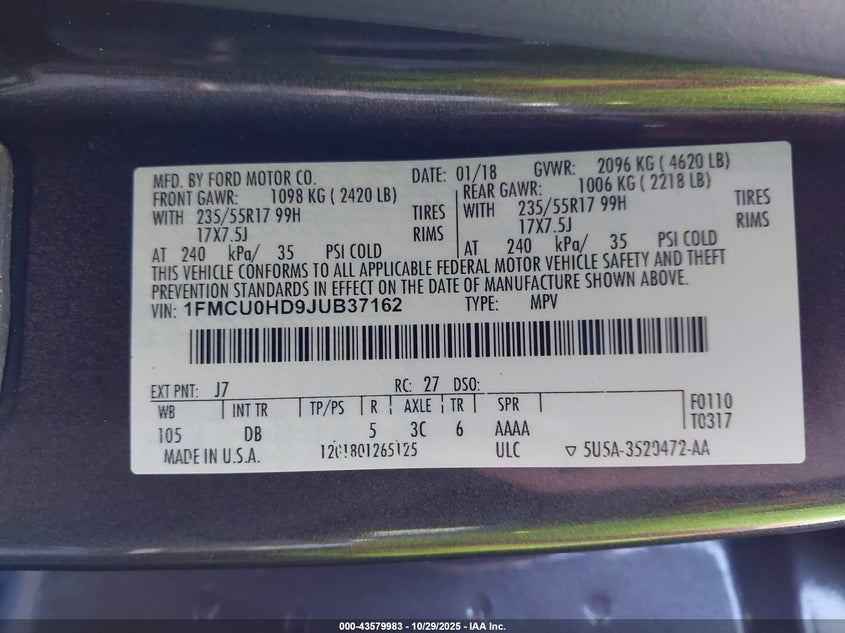 MFD. BY FORD MOTOR CO. DATE: 01/18 GVWR: 2096 KG ( 4620 LB)
FRONT GAWR: 1098 KG ( 2420 LB) REAR GAWR: 1006 KG ( 2218 LB)
WITH 235/55R17 99H TIRES WITH 235/55R17 99H TIRES
17X7.5J RIMS 17X7.5J RIMS
AT 240 kPa/ 35 PSI COLD AT 240 kPa/ 35 PSI COLD
THIS VEHICLE CONFORMS TO ALL APPLICABLE FEDERAL MOTOR VEHICLE SAFETY AND THEFT
PREVENTION STANDARDS IN EFFECT ON THE DATE OF MANUFACTURE SHOWN ABOVE.
VIN: 1FMCU0HD9JUB37162 TYPE: MPV
EXT PNT: J7 RC: 27 DSO:
WB INT TR TP/PS R AXLE TR SPR F0110
105 DB 5 3C 6 AAAA T0317
MADE IN U.S.A. 1201801265125 ULC ▽ 5U5A-3520472-AA
000-43579983 / 10/29/2025 - IAA Inc.